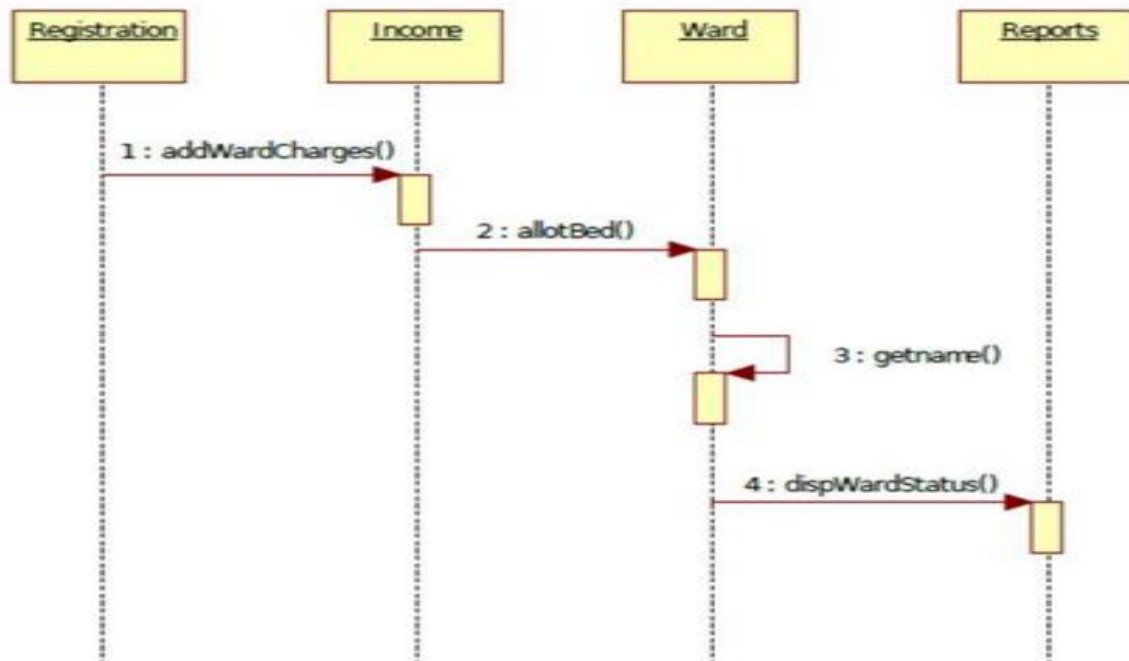 Registration
Income
Ward
Reports
1 : addWardCharges()
2 : allotBed()
3 : getname()
4 : dispWardStatus()